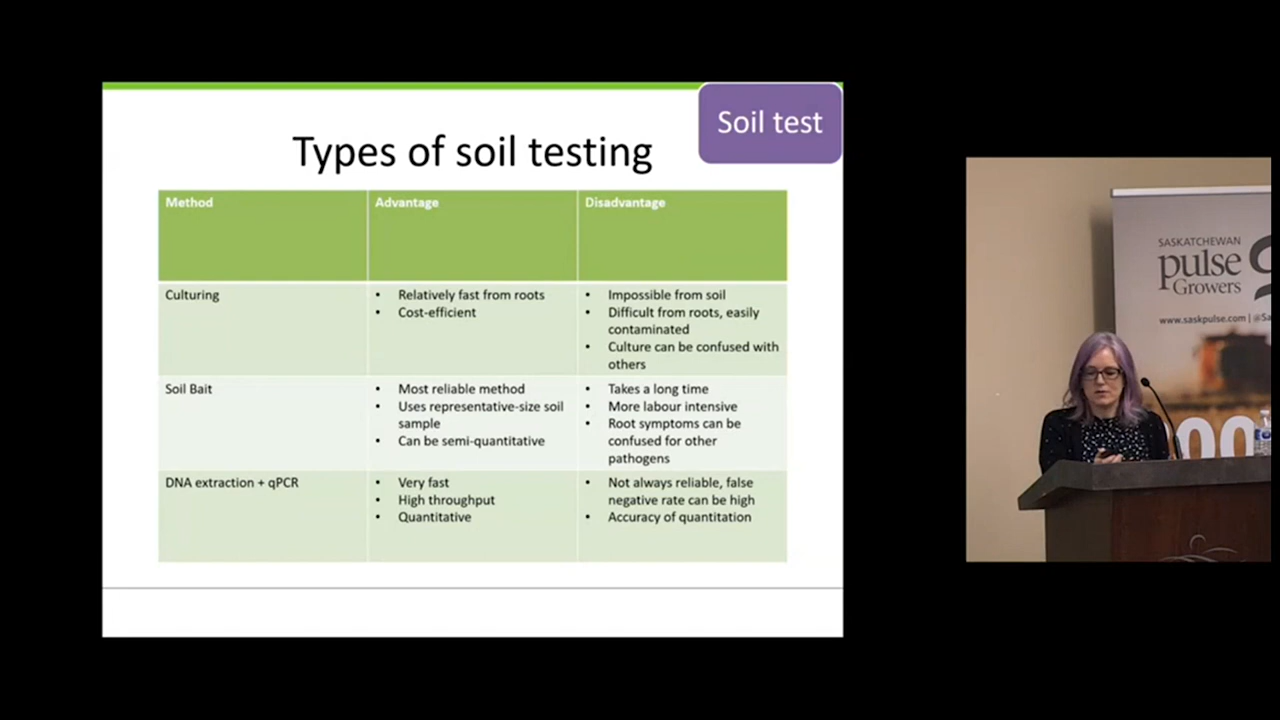 Soil test
Types of soil testing
Method
Advantage
Disadvantage
Culturing
• Relatively fast from roots
• Cost-efficient
• Impossible from soil
• Difficult from roots, easily
contaminated
• Culture can be confused with
others
Soil Bait
• Most reliable method
• Uses representative-size soil
sample
• Can be semi-quantitative
• Takes a long time
• More labour intensive
• Root symptoms can be
confused for other
pathogens
DNA extraction + qPCR
• Very fast
• High throughput
• Quantitative
• Not always reliable, false
negative rate can be high
• Accuracy of quantitation
SASKATCHEWAN
pulse
Growers
www.saskpulse.com | @Sa